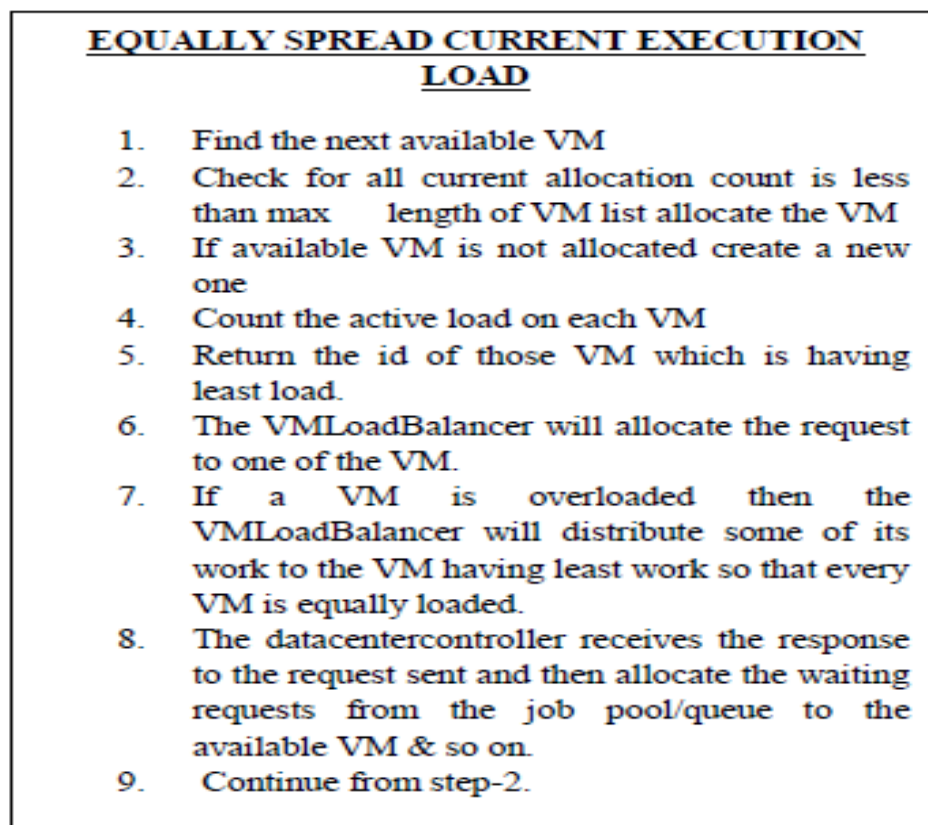 EQUALLY SPREAD CURRENT EXECUTION
LOAD
1. Find the next available VM
2. Check for all current allocation count is less
than max length of VM list allocate the VM
3. If available VM is not allocated create a new
one
4. Count the active load on each VM
5. Return the id of those VM which is having
least load.
6. The VMLoadBalancer will allocate the request
to one of the VM.
7. If a VM is overloaded then the
VMLoadBalancer will distribute some of its
work to the VM having least work so that every
VM is equally loaded.
8. The datacentercontroller receives the response
to the request sent and then allocate the waiting
requests from the job pool/queue to the
available VM & so on.
9. Continue from step-2.